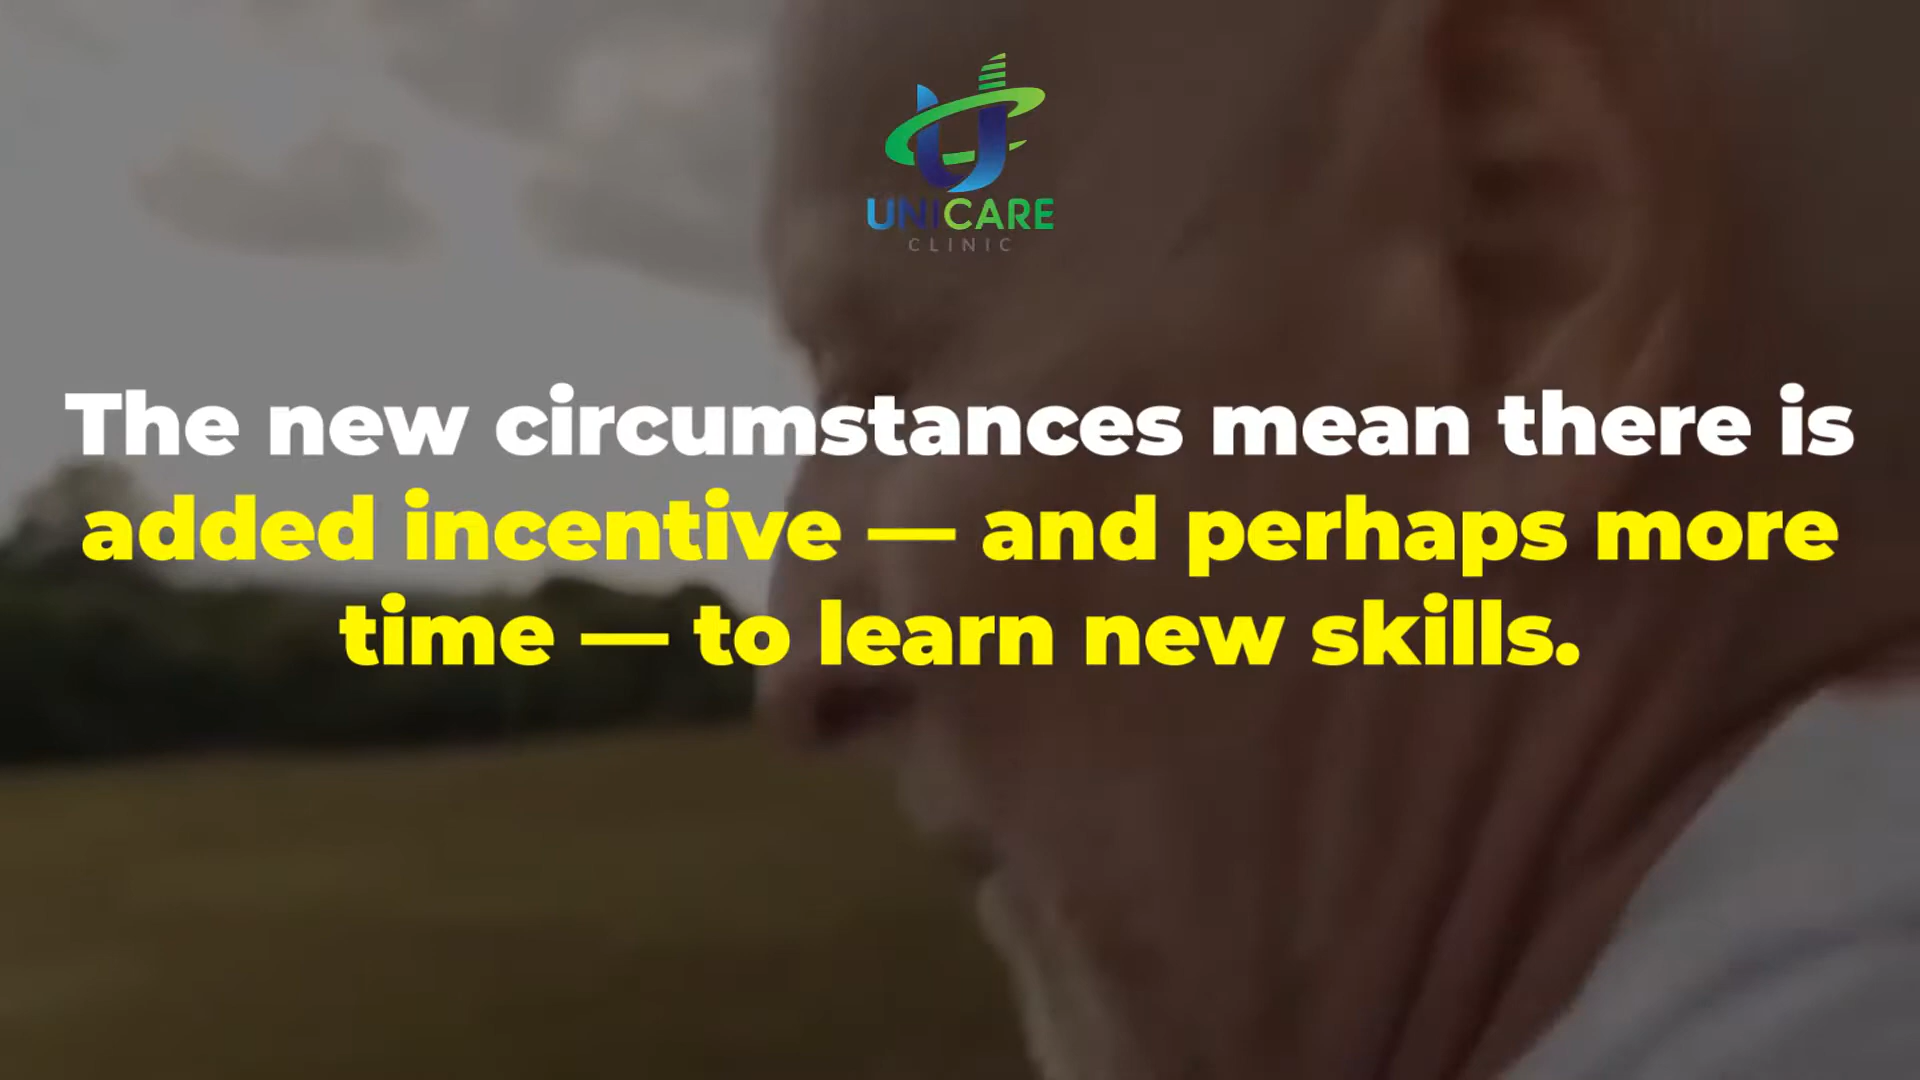 UNICARE
CLINIC
The new circumstances mean there is
added incentive — and perhaps more
time — to learn new skills.